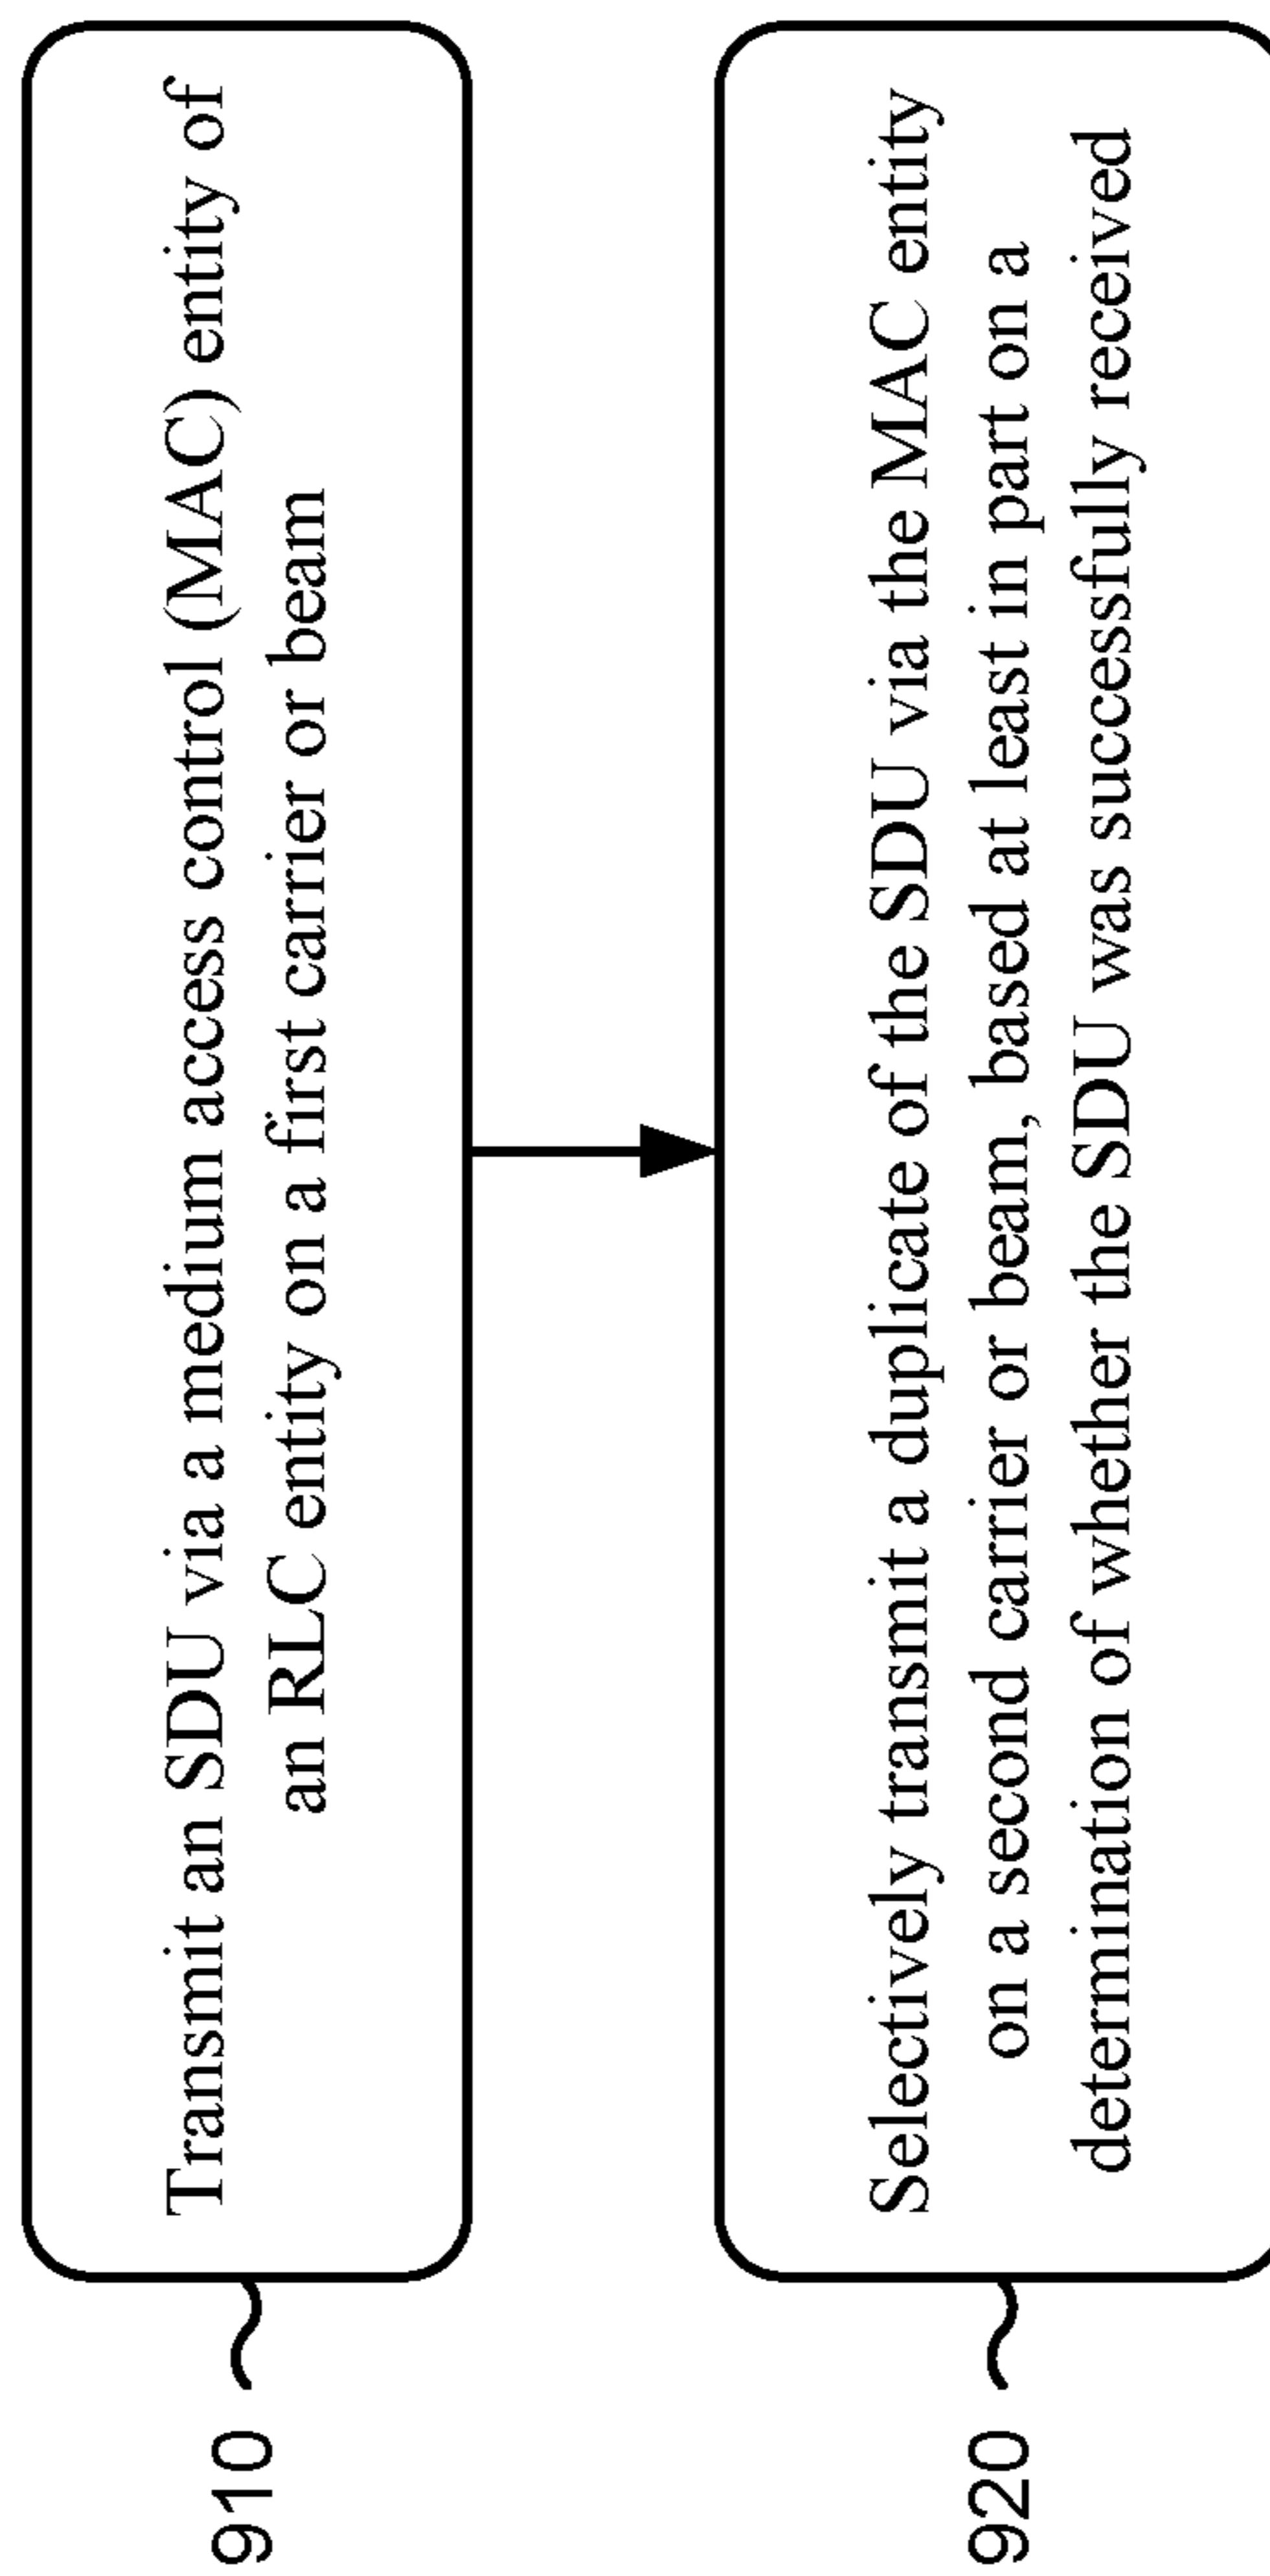 910
Transmit an SDU via a medium access control (MAC) entity of
an RLC entity on a first carrier or beam
920
Selectively transmit a duplicate of the SDU via the MAC entity
on a second carrier or beam, based at least in part on a
determination of whether the SDU was successfully received